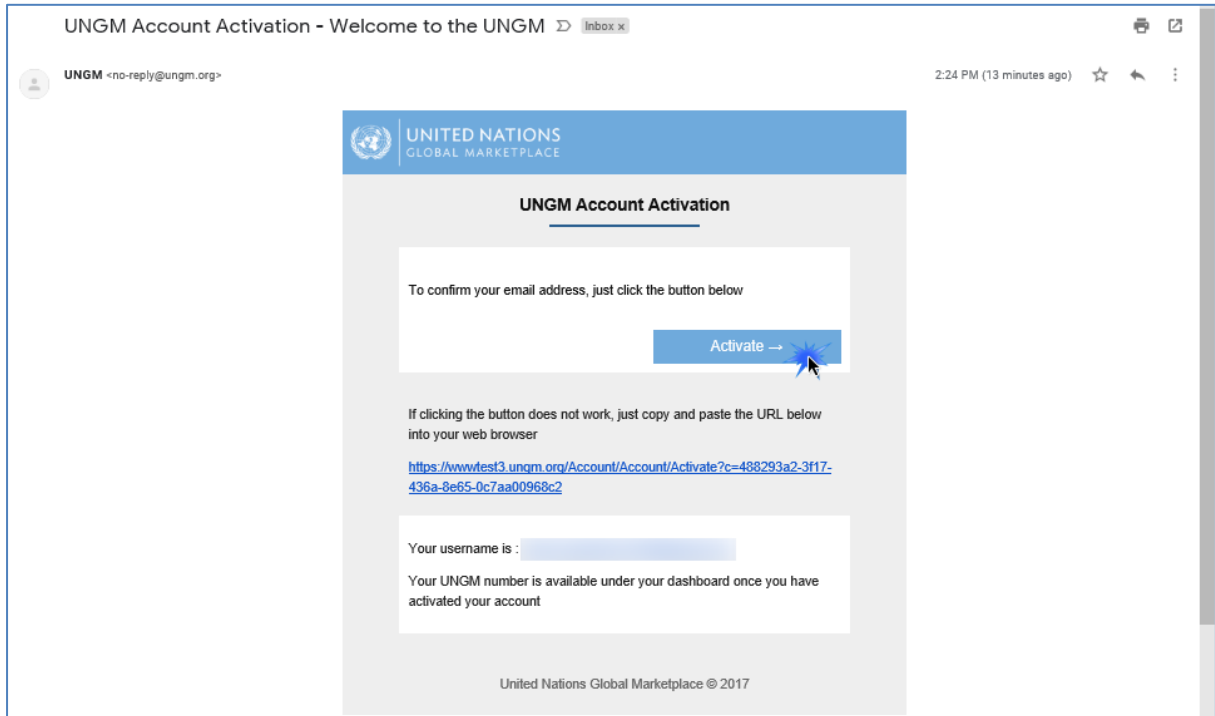 UNGM Account Activation - Welcome to the UNGM Inbox x
UNGM <no-reply@ungm.org> 2:24 PM (13 minutes ago)
UNITED NATIONS
GLOBAL MARKETPLACE
UNGM Account Activation
To confirm your email address, just click the button below
Activate →
If clicking the button does not work, just copy and paste the URL below
into your web browser
https://wwwtest3.ungm.org/Account/Account/Activate?c=488293a2-3f17-
436a-8e65-0c7aa00968c2
Your username is :
Your UNGM number is available under your dashboard once you have
activated your account
United Nations Global Marketplace © 2017